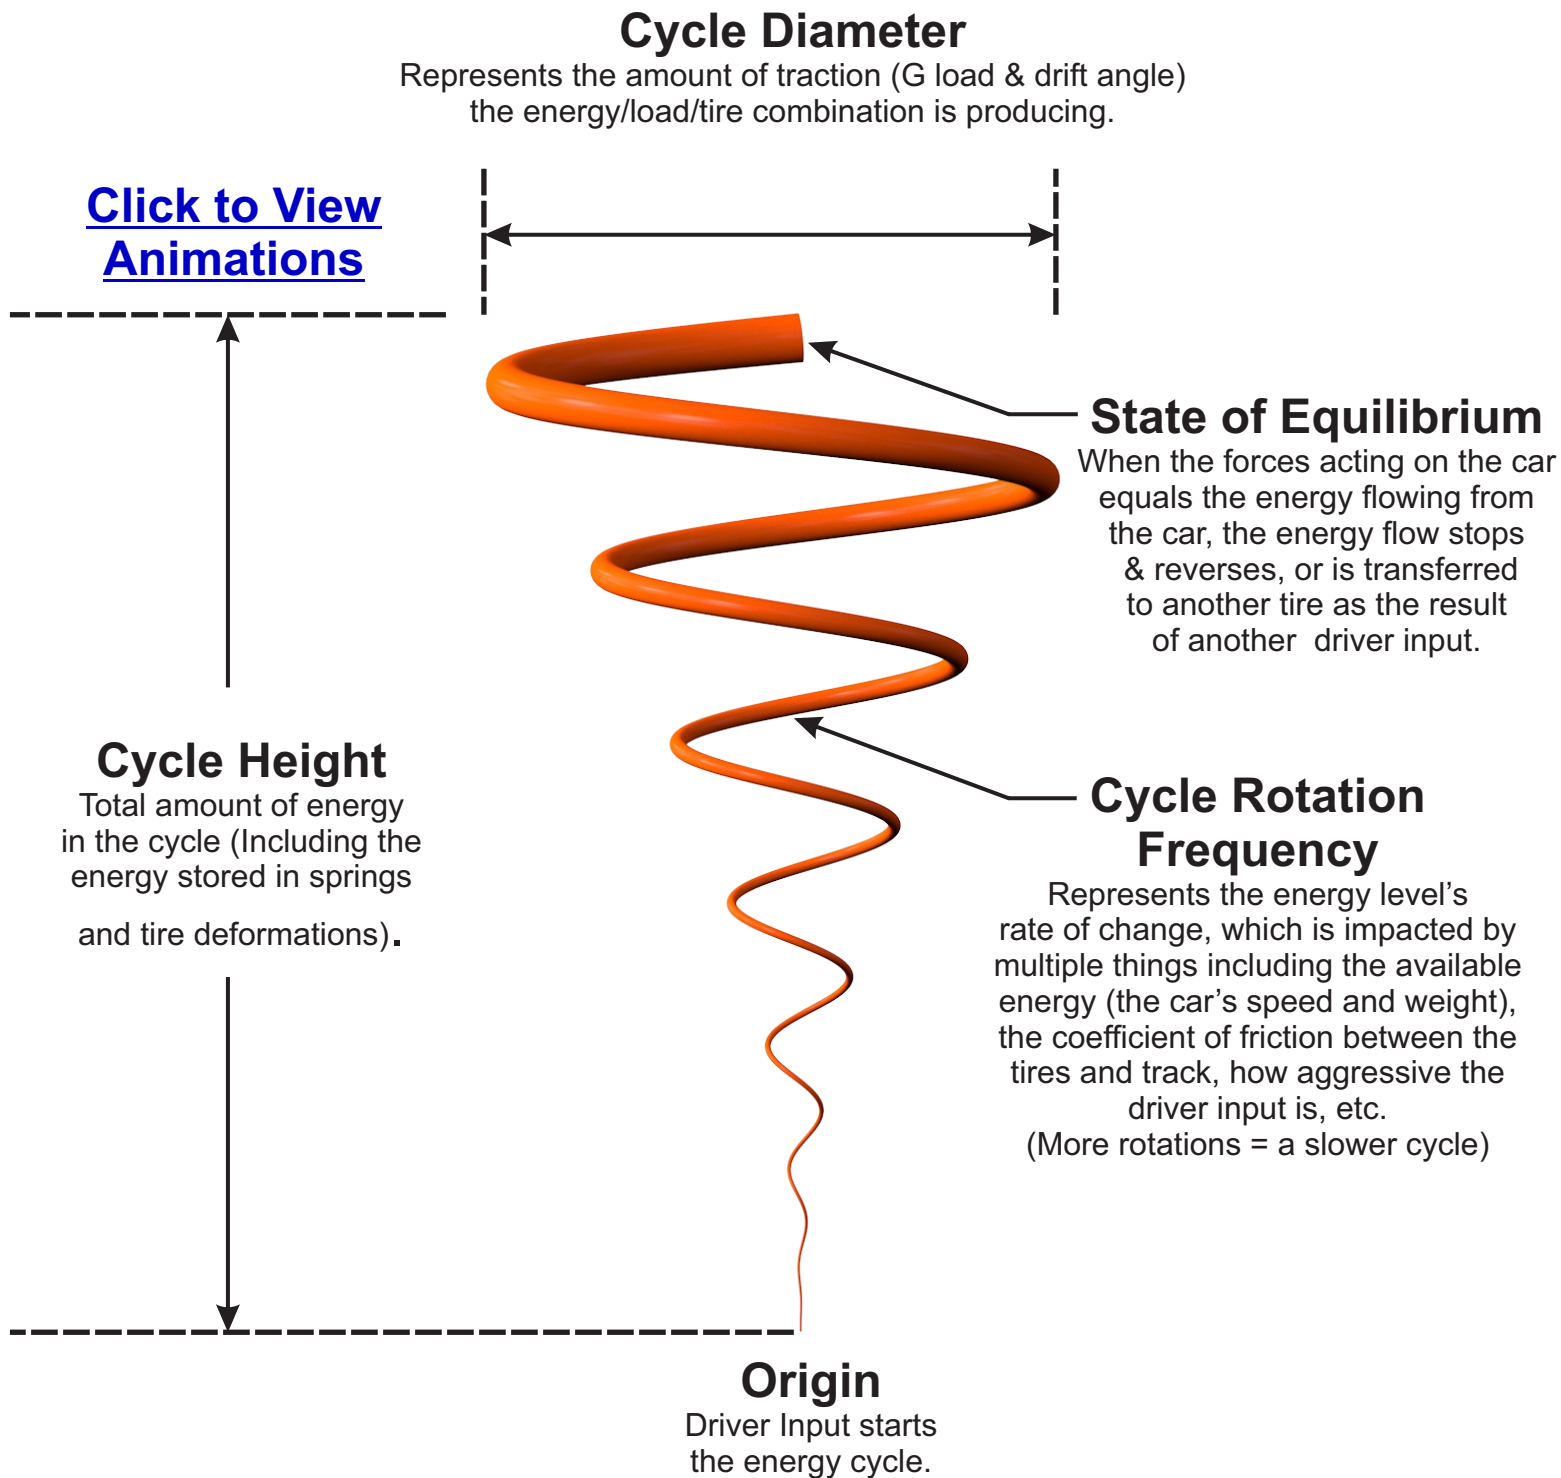 Cycle Diameter
Represents the amount of traction (G load & drift angle)
the energy/load/tire combination is producing.
Click to View
Animations
State of Equilibrium
When the forces acting on the car
equals the energy flowing from
the car, the energy flow stops
& reverses, or is transferred
to another tire as the result
of another driver input.
Cycle Height
Total amount of energy
in the cycle (Including the
energy stored in springs
and tire deformations).
Cycle Rotation
Frequency
Represents the energy level’s
rate of change, which is impacted by
multiple things including the available
energy (the car’s speed and weight),
the coefficient of friction between the
tires and track, how aggressive the
driver input is, etc.
(More rotations = a slower cycle)
Origin
Driver Input starts
the energy cycle.